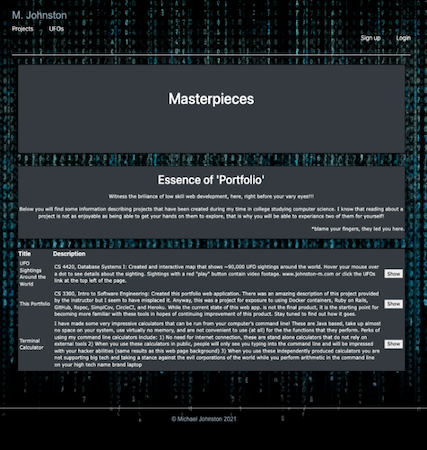 M. Johnston
Projects UFOs
Sign up Login
Masterpieces
Essence of 'Portfolio'
Witness the briliance of low skill web development, here, right before your vary eyes!!!
Below you will find some information describing projects that have been created during my time in college studying computer science. I know that reading about a
project is not as enjoyable as being able to get your hands on them to explore, that is why you will be able to experiance two of them for yourself!
*blame your fingers, they led you here.
Title Description
UFO
Sightings
Around the
World
CS 4420, Database Systems I: Created and interactive map that shows ~90,000 UFO sightings around the world. Hover your mouse over
a dot to see details about the sighting. Sightings with a red "play" button contain video footage. www.johnston-m.com or click the UFOs
link at the top left of the page.
Show
This Portfolio
CS 3300, Intro to Software Engineering: Created this portfolio web application. There was an amazing description of this project provided
by the instructor but I seem to have misplaced it. Anyway, this was a project for exposure to using Docker containers, Ruby on Rails,
GitHub, Rspec, SimplCov, CircleCI, and Heroku. While the current state of this web app. is not the final product, it is the starting point for
becoming more familiar with these tools in hopes of continuing improvement of this product. Stay tuned to find out how it goes.
Show
Terminal
Calculator
I have made some very impressive calculators that can be run from your computer's command line! These are Java based, take up almost
no space on your system, use virtually no memory, and are not convenient to use (at all) for the the functions that they perform. Perks of
using my command line calculators include: 1) No need for internet connection, these are stand alone calculators that do not rely on
external tools 2) When you use these calculators in public, people will only see you typing into the command line and will be impressed
with your hacker abilities (same results as this web page background) 3) When you use these independently produced calculators you are
not supporting big tech and taking a stance against the evil corporations of the world while you perform arithmetic in the command line
on your high tech name brand laptop
Show
© Michael Johnston 2021